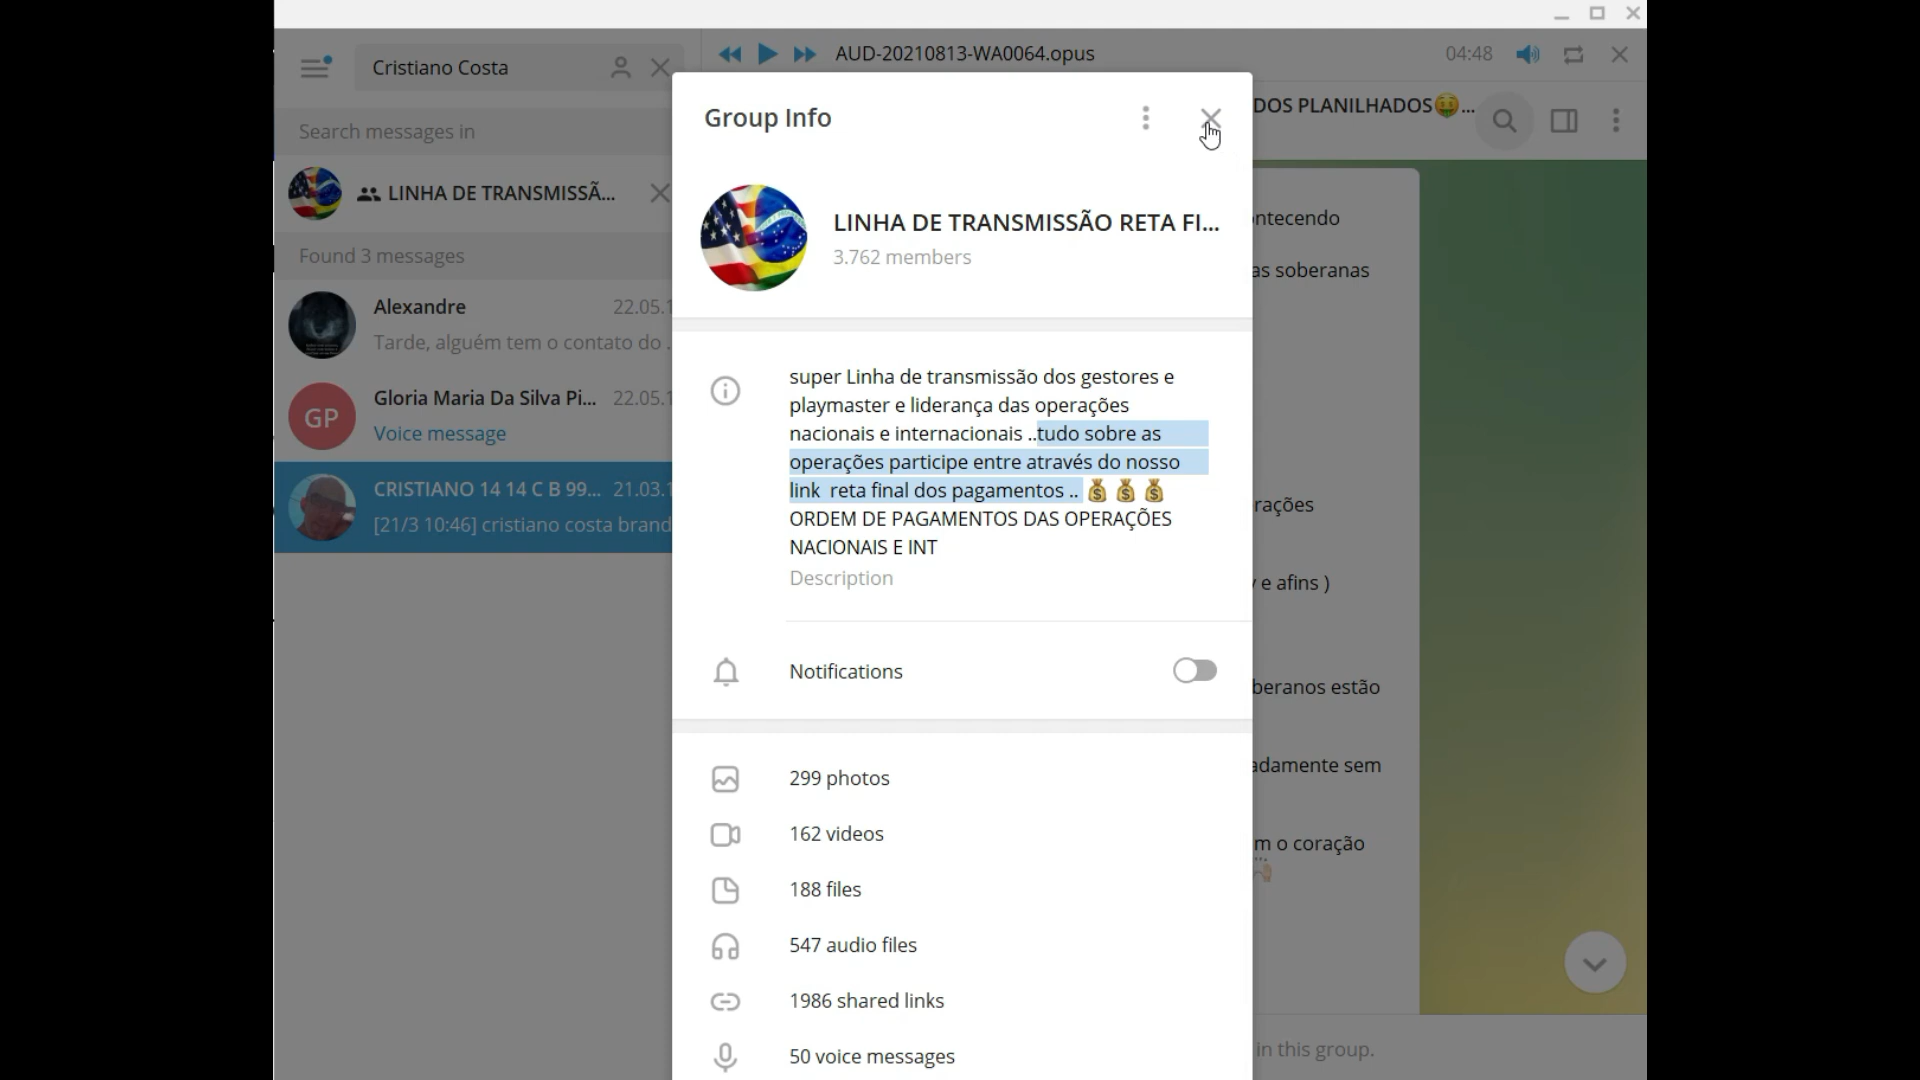 AUD-20210813-WA0064.opus
04:48
Cristiano Costa
Search messages in
LINHA DE TRANSMISSÃ...
Found 3 messages
Alexandre
22.05.1
Tarde, alguém tem o contato do .
GP
Gloria Maria Da Silva Pi...
22.05.1
Voice message
CRISTIANO 14 14 C B 99...
21.03.1
[21/3 10:46] cristiano costa brand
Group Info
LINHA DE TRANSMISSÃO RETA FI...
3.762 members
super Linha de transmissão dos gestores e
playmaster e liderança das operações
nacionais e internacionais ..tudo sobre as
operações participe entre através do nosso
link reta final dos pagamentos .. 💰 💰 💰
ORDEM DE PAGAMENTOS DAS OPERAÇÕES
NACIONAIS E INT
Description
Notifications
299 photos
162 videos
188 files
547 audio files
1986 shared links
50 voice messages
DOS PLANILHADOS🤑...
ntecendo
as soberanas
rações
e afins )
beranos estão
adamente sem
m o coração
in this group.